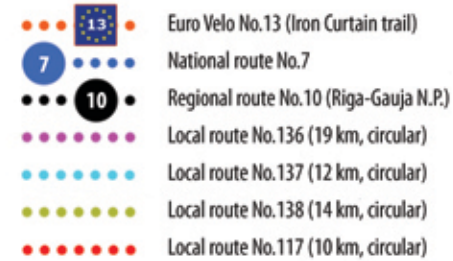 13 Euro Velo No.13 (Iron Curtain trail)
7 National route No.7
10 Regional route No.10 (Riga-Gauja N.P.)
Local route No.136 (19 km, circular)
Local route No.137 (12 km, circular)
Local route No.138 (14 km, circular)
Local route No.117 (10 km, circular)